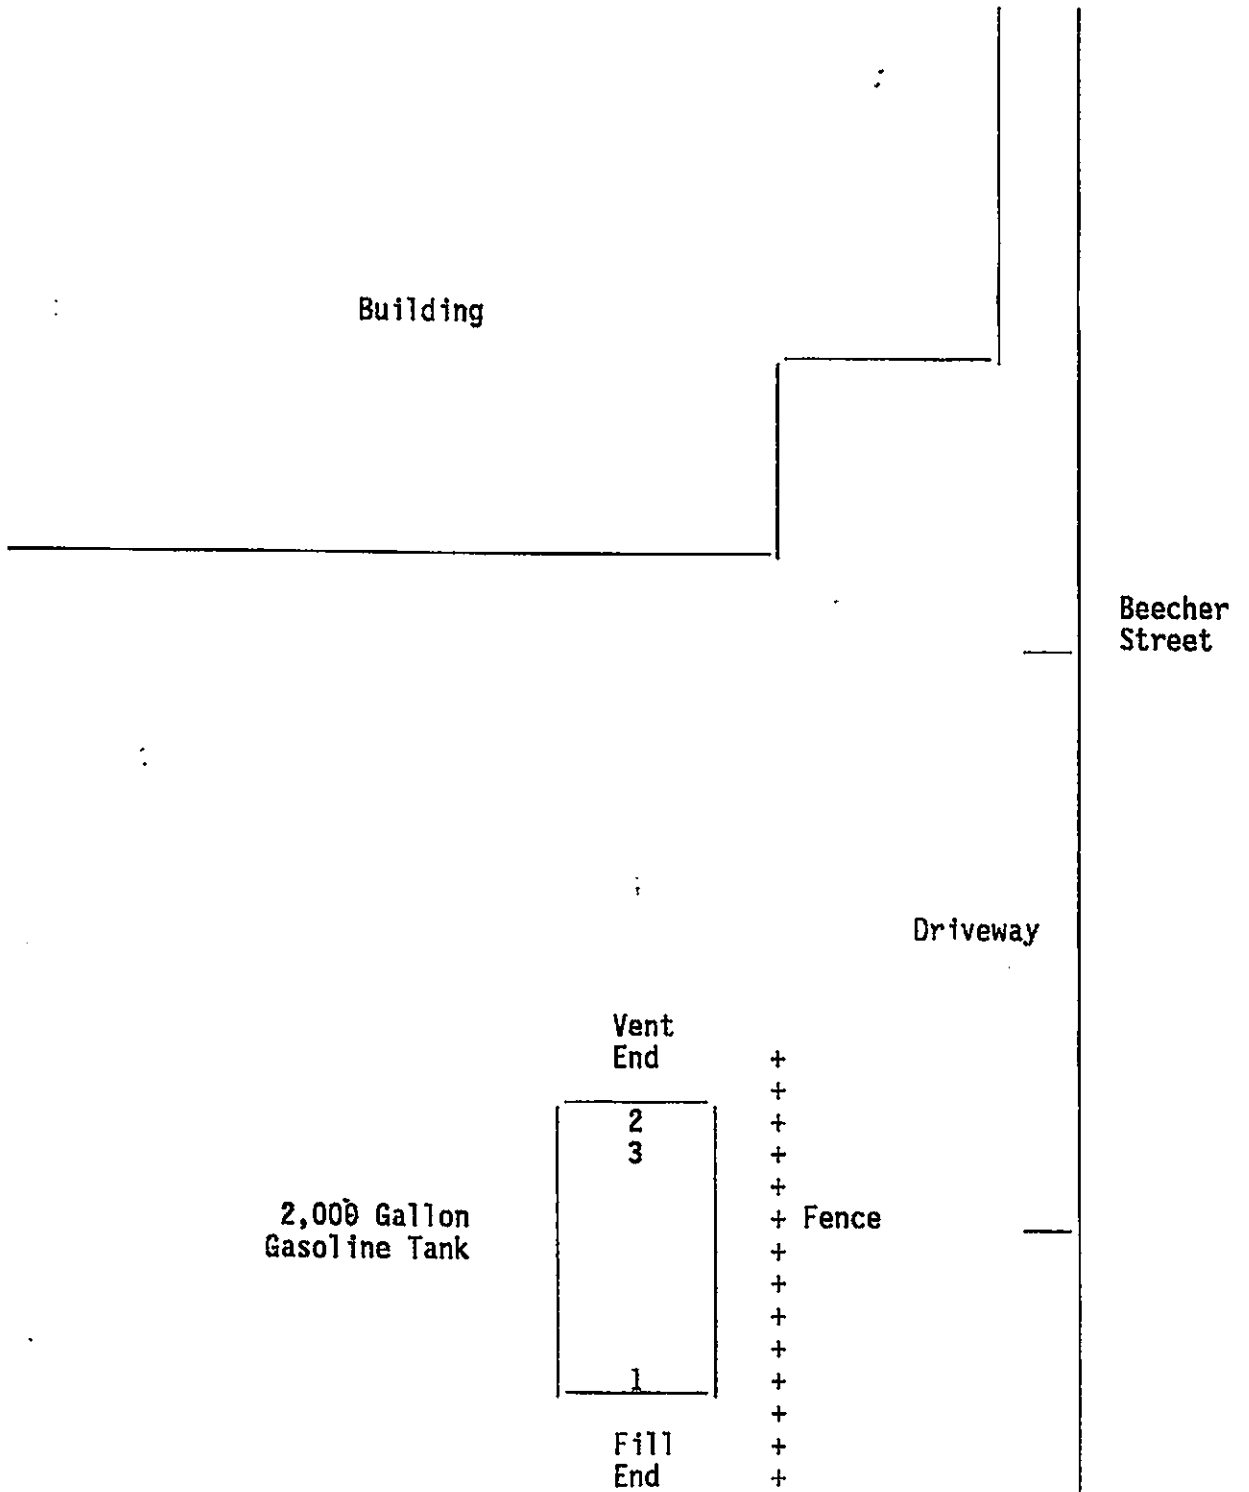 Building
Beecher
Street
Driveway
Vent
End
2
3
2,000 Gallon
Gasoline Tank
Fence
1
Fill
End